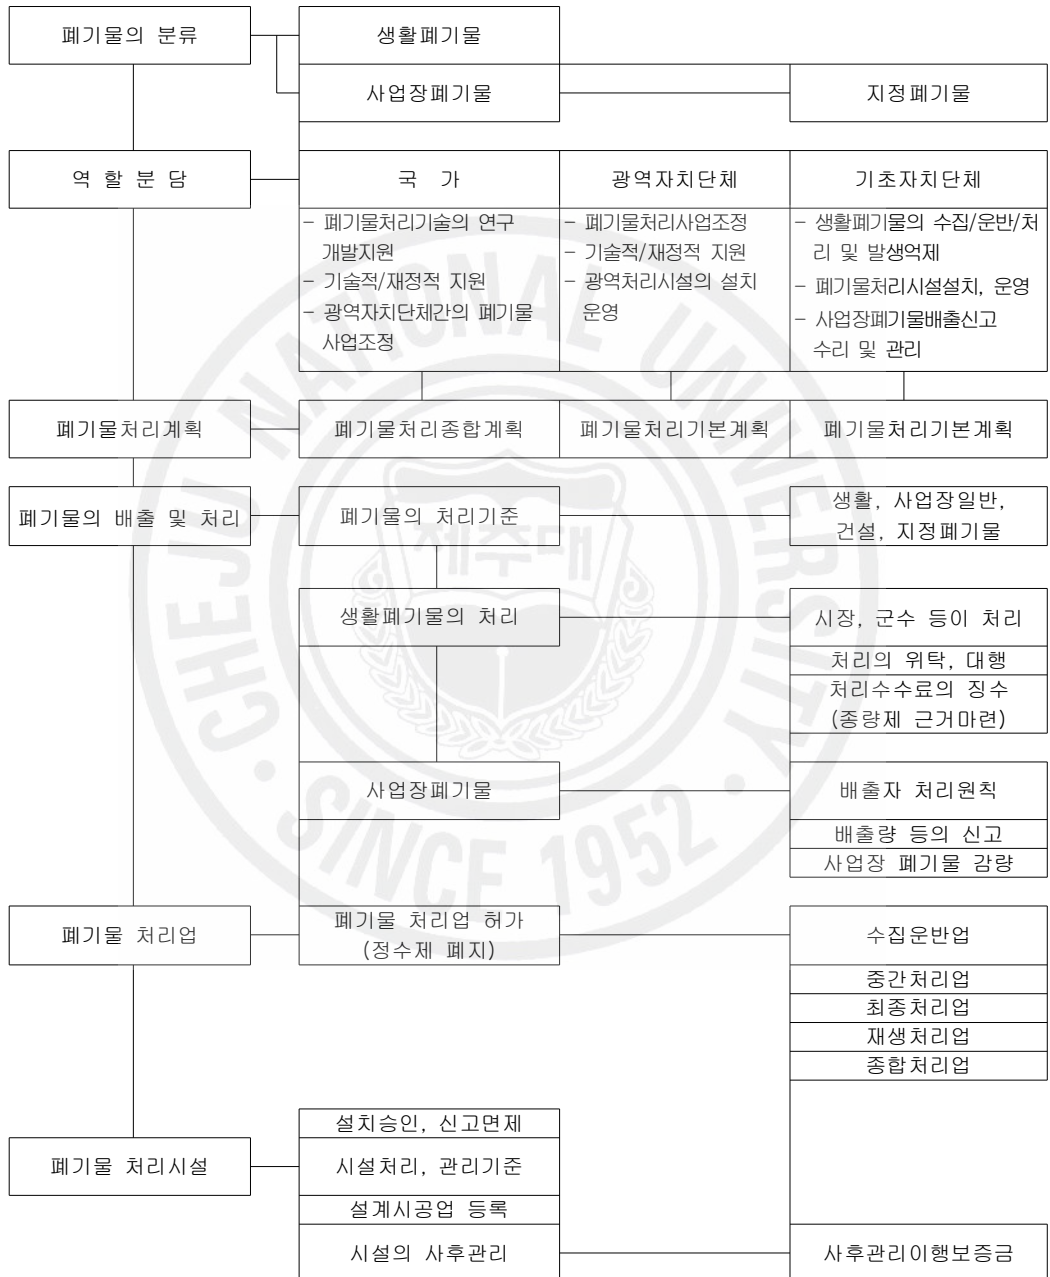 폐기물의 분류
생활폐기물
사업장폐기물
지정폐기물
역 할 분 담
국 가
광역자치단체
기초자치단체
- 폐기물처리기술의 연구
개발지원
- 기술적/재정적 지원
- 광역자치단체간의 폐기물
사업조정
- 폐기물처리사업조정
- 기술적/재정적 지원
- 광역처리시설의 설치
운영
- 생활폐기물의 수집/운반/처
리 및 발생억제
- 폐기물처리시설설치, 운영
- 사업장폐기물배출신고
수리 및 관리
폐기물처리계획
폐기물처리종합계획
폐기물처리기본계획
폐기물처리기본계획
폐기물의 배출 및 처리
폐기물의 처리기준
생활, 사업장일반,
건설, 지정폐기물
생활폐기물의 처리
시장, 군수 등이 처리
처리의 위탁, 대행
처리수수료의 징수
(종량제 근거마련)
사업장폐기물
배출자 처리원칙
배출량 등의 신고
사업장 폐기물 감량
폐기물 처리업
폐기물 처리업 허가
(정수제 폐지)
수집운반업
중간처리업
최종처리업
재생처리업
종합처리업
폐기물 처리시설
설치승인, 신고면제
시설처리, 관리기준
설계시공업 등록
시설의 사후관리
사후관리이행보증금
CHEJU NATIONAL UNIVERSITY
제주대
SINCE 1952